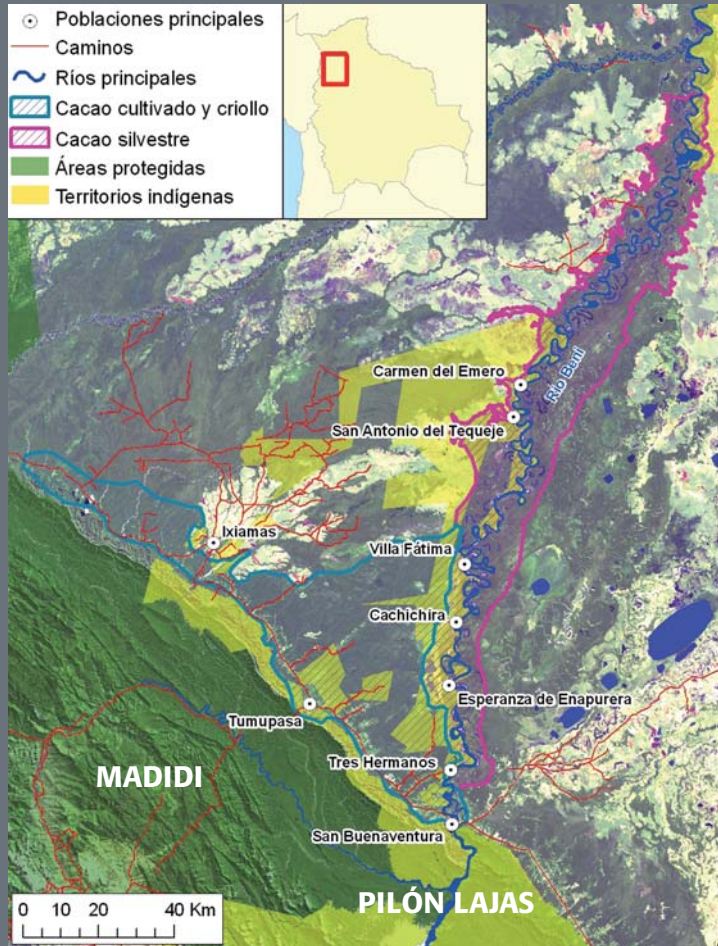 Poblaciones principales
Caminos
Ríos principales
Cacao cultivado y criollo
Cacao silvestre
Áreas protegidas
Territorios indígenas
Carmen del Emero
Río Beni
San Antonio del Tequeje
Ixiamas
Villa Fátima
Cachichira
Esperanza de Enapurera
Tumupasa
Tres Hermanos
MADIDI
San Buenaventura
PILÓN LAJAS
0 10 20 40 Km